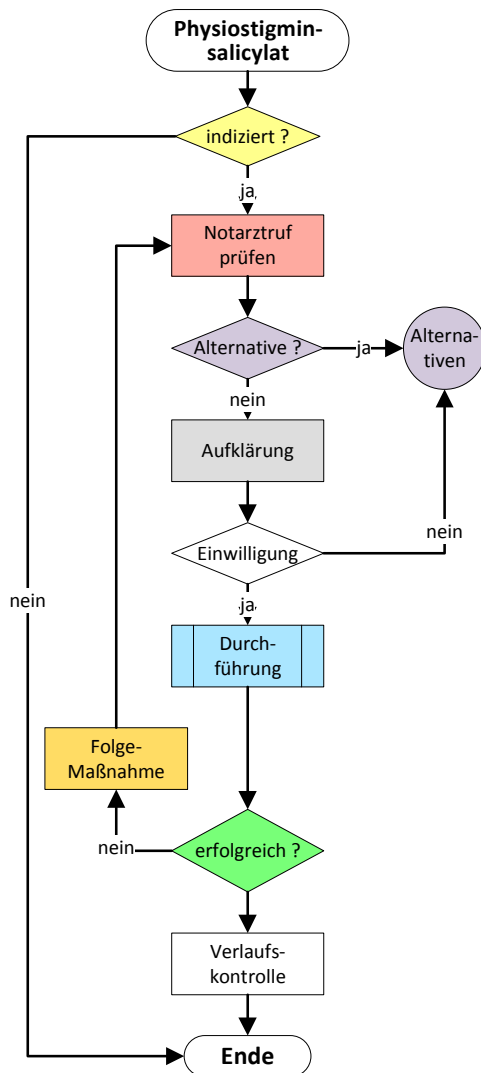 Physiostigmin-
salicylat
indiziert ?
ja
Notarztruf
prüfen
Alternative ?
ja
Alterna-
tiven
nein
Aufklärung
nein
Einwilligung
nein
ja
Durch-
führung
Folge-
Maßnahme
nein
erfolgreich ?
Verlaufs-
kontrolle
Ende